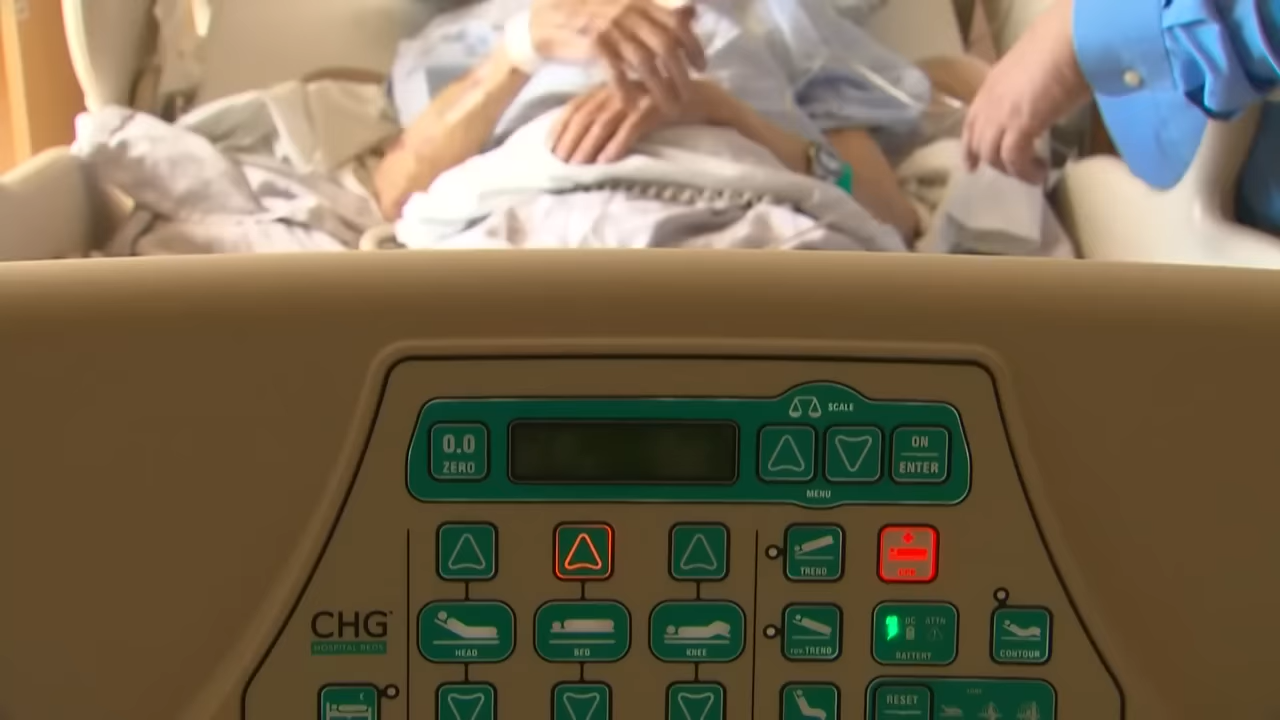 SCALE
0.0
ZERO
ON
ENTER
MENU
TREND
CPR
CHG
HOSPITAL BEDS
HEAD
BED
KNEE
rev.TREND
DC ATTN
BATTERY
CONTOUR
RESET